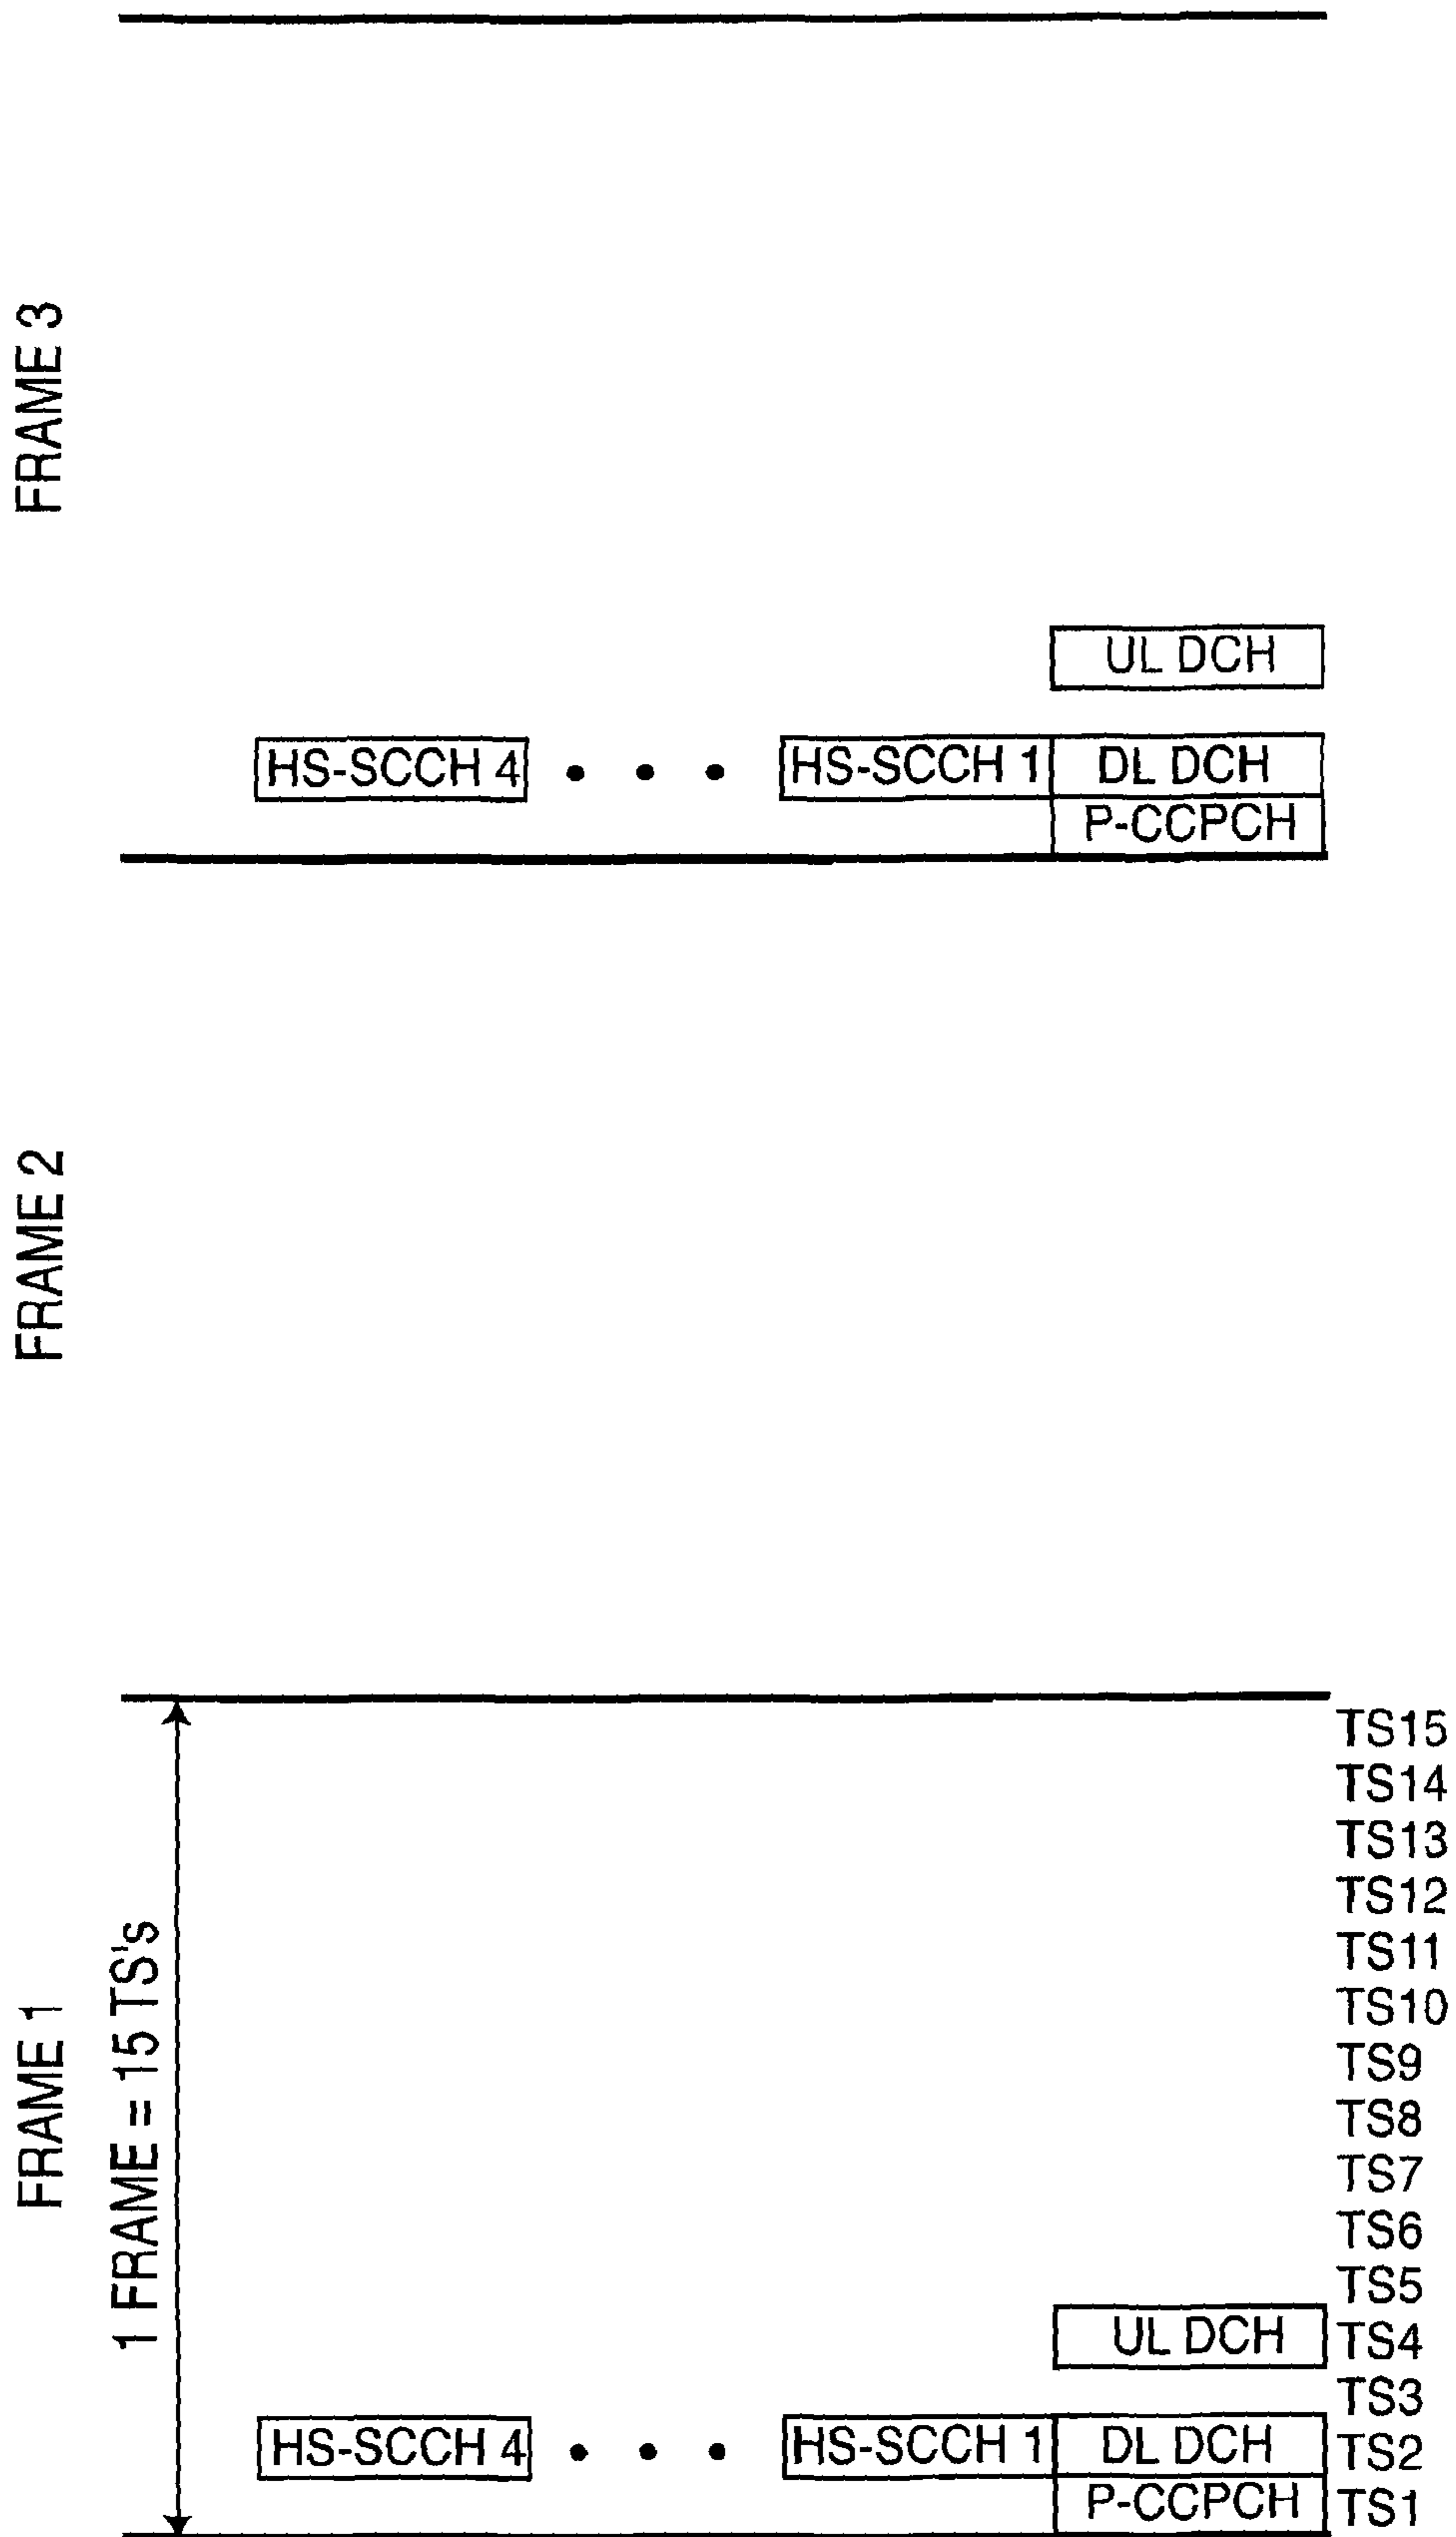 FRAME 3
UL DCH
HS-SCCH 4 • • • HS-SCCH 1 DL DCH
P-CCPCH
FRAME 2
FRAME 1
1 FRAME = 15 TS's
TS15
TS14
TS13
TS12
TS11
TS10
TS9
TS8
TS7
TS6
TS5
UL DCH TS4
TS3
HS-SCCH 4 • • • HS-SCCH 1 DL DCH TS2
P-CCPCH TS1